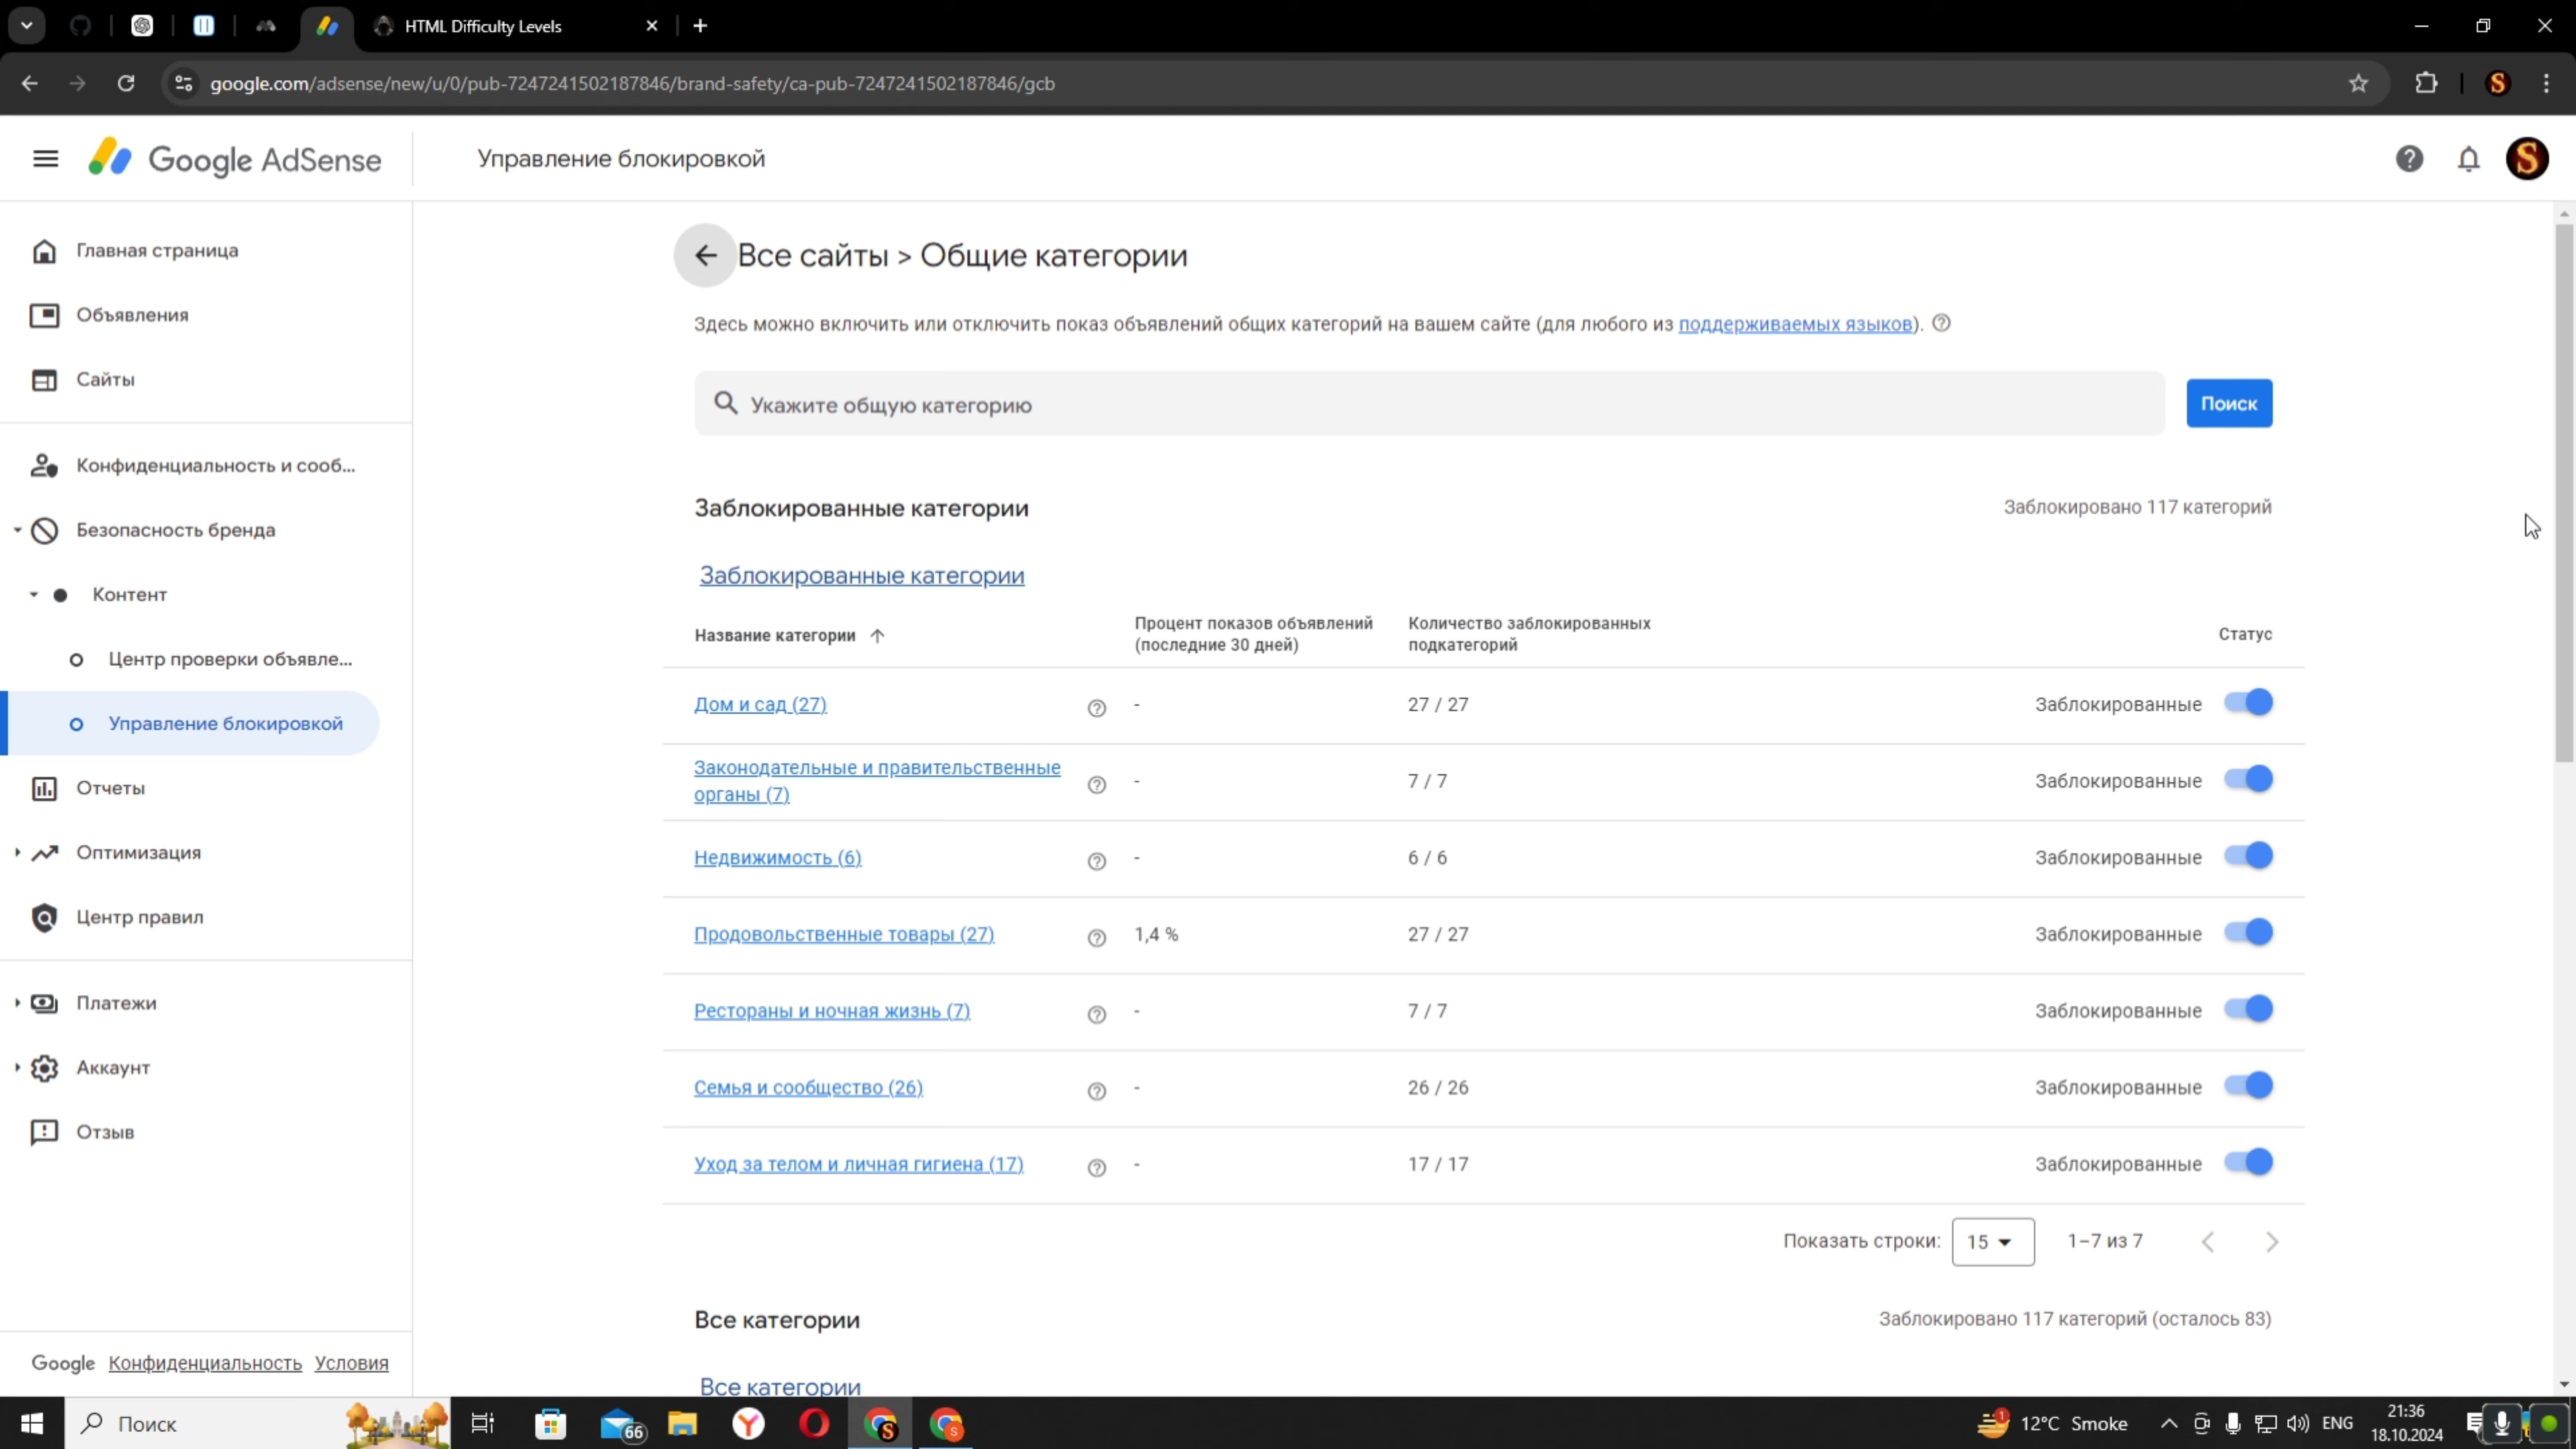 HTML Difficulty Levels
google.com/adsense/new/u/0/pub-7247241502187846/brand-safety/ca-pub-7247241502187846/gcb
S
Google AdSense
Управление блокировкой
S
Главная страница
Объявления
Сайты
Конфиденциальность и сооб...
Безопасность бренда
Контент
Центр проверки объявле...
Управление блокировкой
Отчеты
Оптимизация
Центр правил
Платежи
Аккаунт
Отзыв
Google Конфиденциальность Условия
Все сайты > Общие категории
Здесь можно включить или отключить показ объявлений общих категорий на вашем сайте (для любого из поддерживаемых языков).
Укажите общую категорию
Поиск
Заблокированные категории
Заблокировано 117 категорий
Заблокированные категории
Название категории
Процент показов объявлений (последние 30 дней)
Количество заблокированных подкатегорий
Статус
Дом и сад (27) - 27 / 27 Заблокированные
Законодательные и правительственные органы (7) - 7 / 7 Заблокированные
Недвижимость (6) - 6 / 6 Заблокированные
Продовольственные товары (27) 1,4 % 27 / 27 Заблокированные
Рестораны и ночная жизнь (7) - 7 / 7 Заблокированные
Семья и сообщество (26) - 26 / 26 Заблокированные
Уход за телом и личная гигиена (17) - 17 / 17 Заблокированные
Показать строки: 15 1–7 из 7
Все категории
Заблокировано 117 категорий (осталось 83)
Все категории
Поиск
66
S
S
1
12°C Smoke
ENG
21:36
18.10.2024